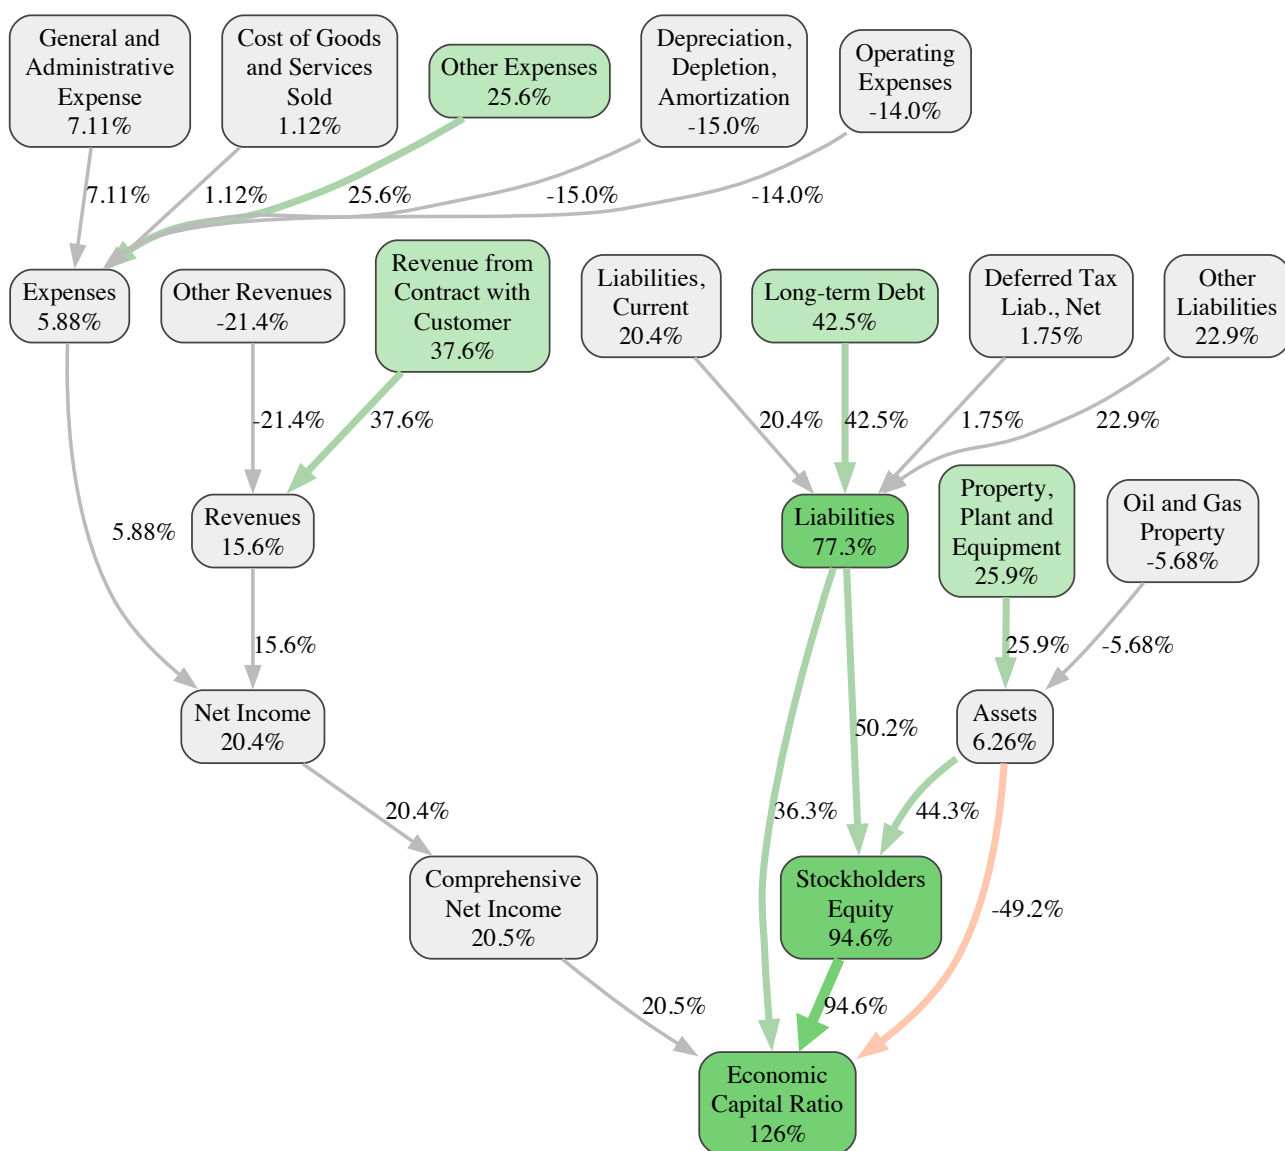 General and
Administrative
Expense
7.11%
Cost of Goods
and Services
Sold
1.12%
Other Expenses
25.6%
Depreciation,
Depletion,
Amortization
-15.0%
Operating
Expenses
-14.0%
7.11%
1.12%
25.6%
-15.0%
-14.0%
Expenses
5.88%
Other Revenues
-21.4%
Revenue from
Contract with
Customer
37.6%
Liabilities,
Current
20.4%
Long-term Debt
42.5%
Deferred Tax
Liab., Net
1.75%
Other
Liabilities
22.9%
-21.4%
37.6%
20.4%
42.5%
1.75%
22.9%
5.88%
Revenues
15.6%
Liabilities
77.3%
Property,
Plant and
Equipment
25.9%
Oil and Gas
Property
-5.68%
15.6%
25.9%
-5.68%
Net Income
20.4%
50.2%
Assets
6.26%
20.4%
36.3%
44.3%
Comprehensive
Net Income
20.5%
Stockholders
Equity
94.6%
-49.2%
20.5%
94.6%
Economic
Capital Ratio
126%